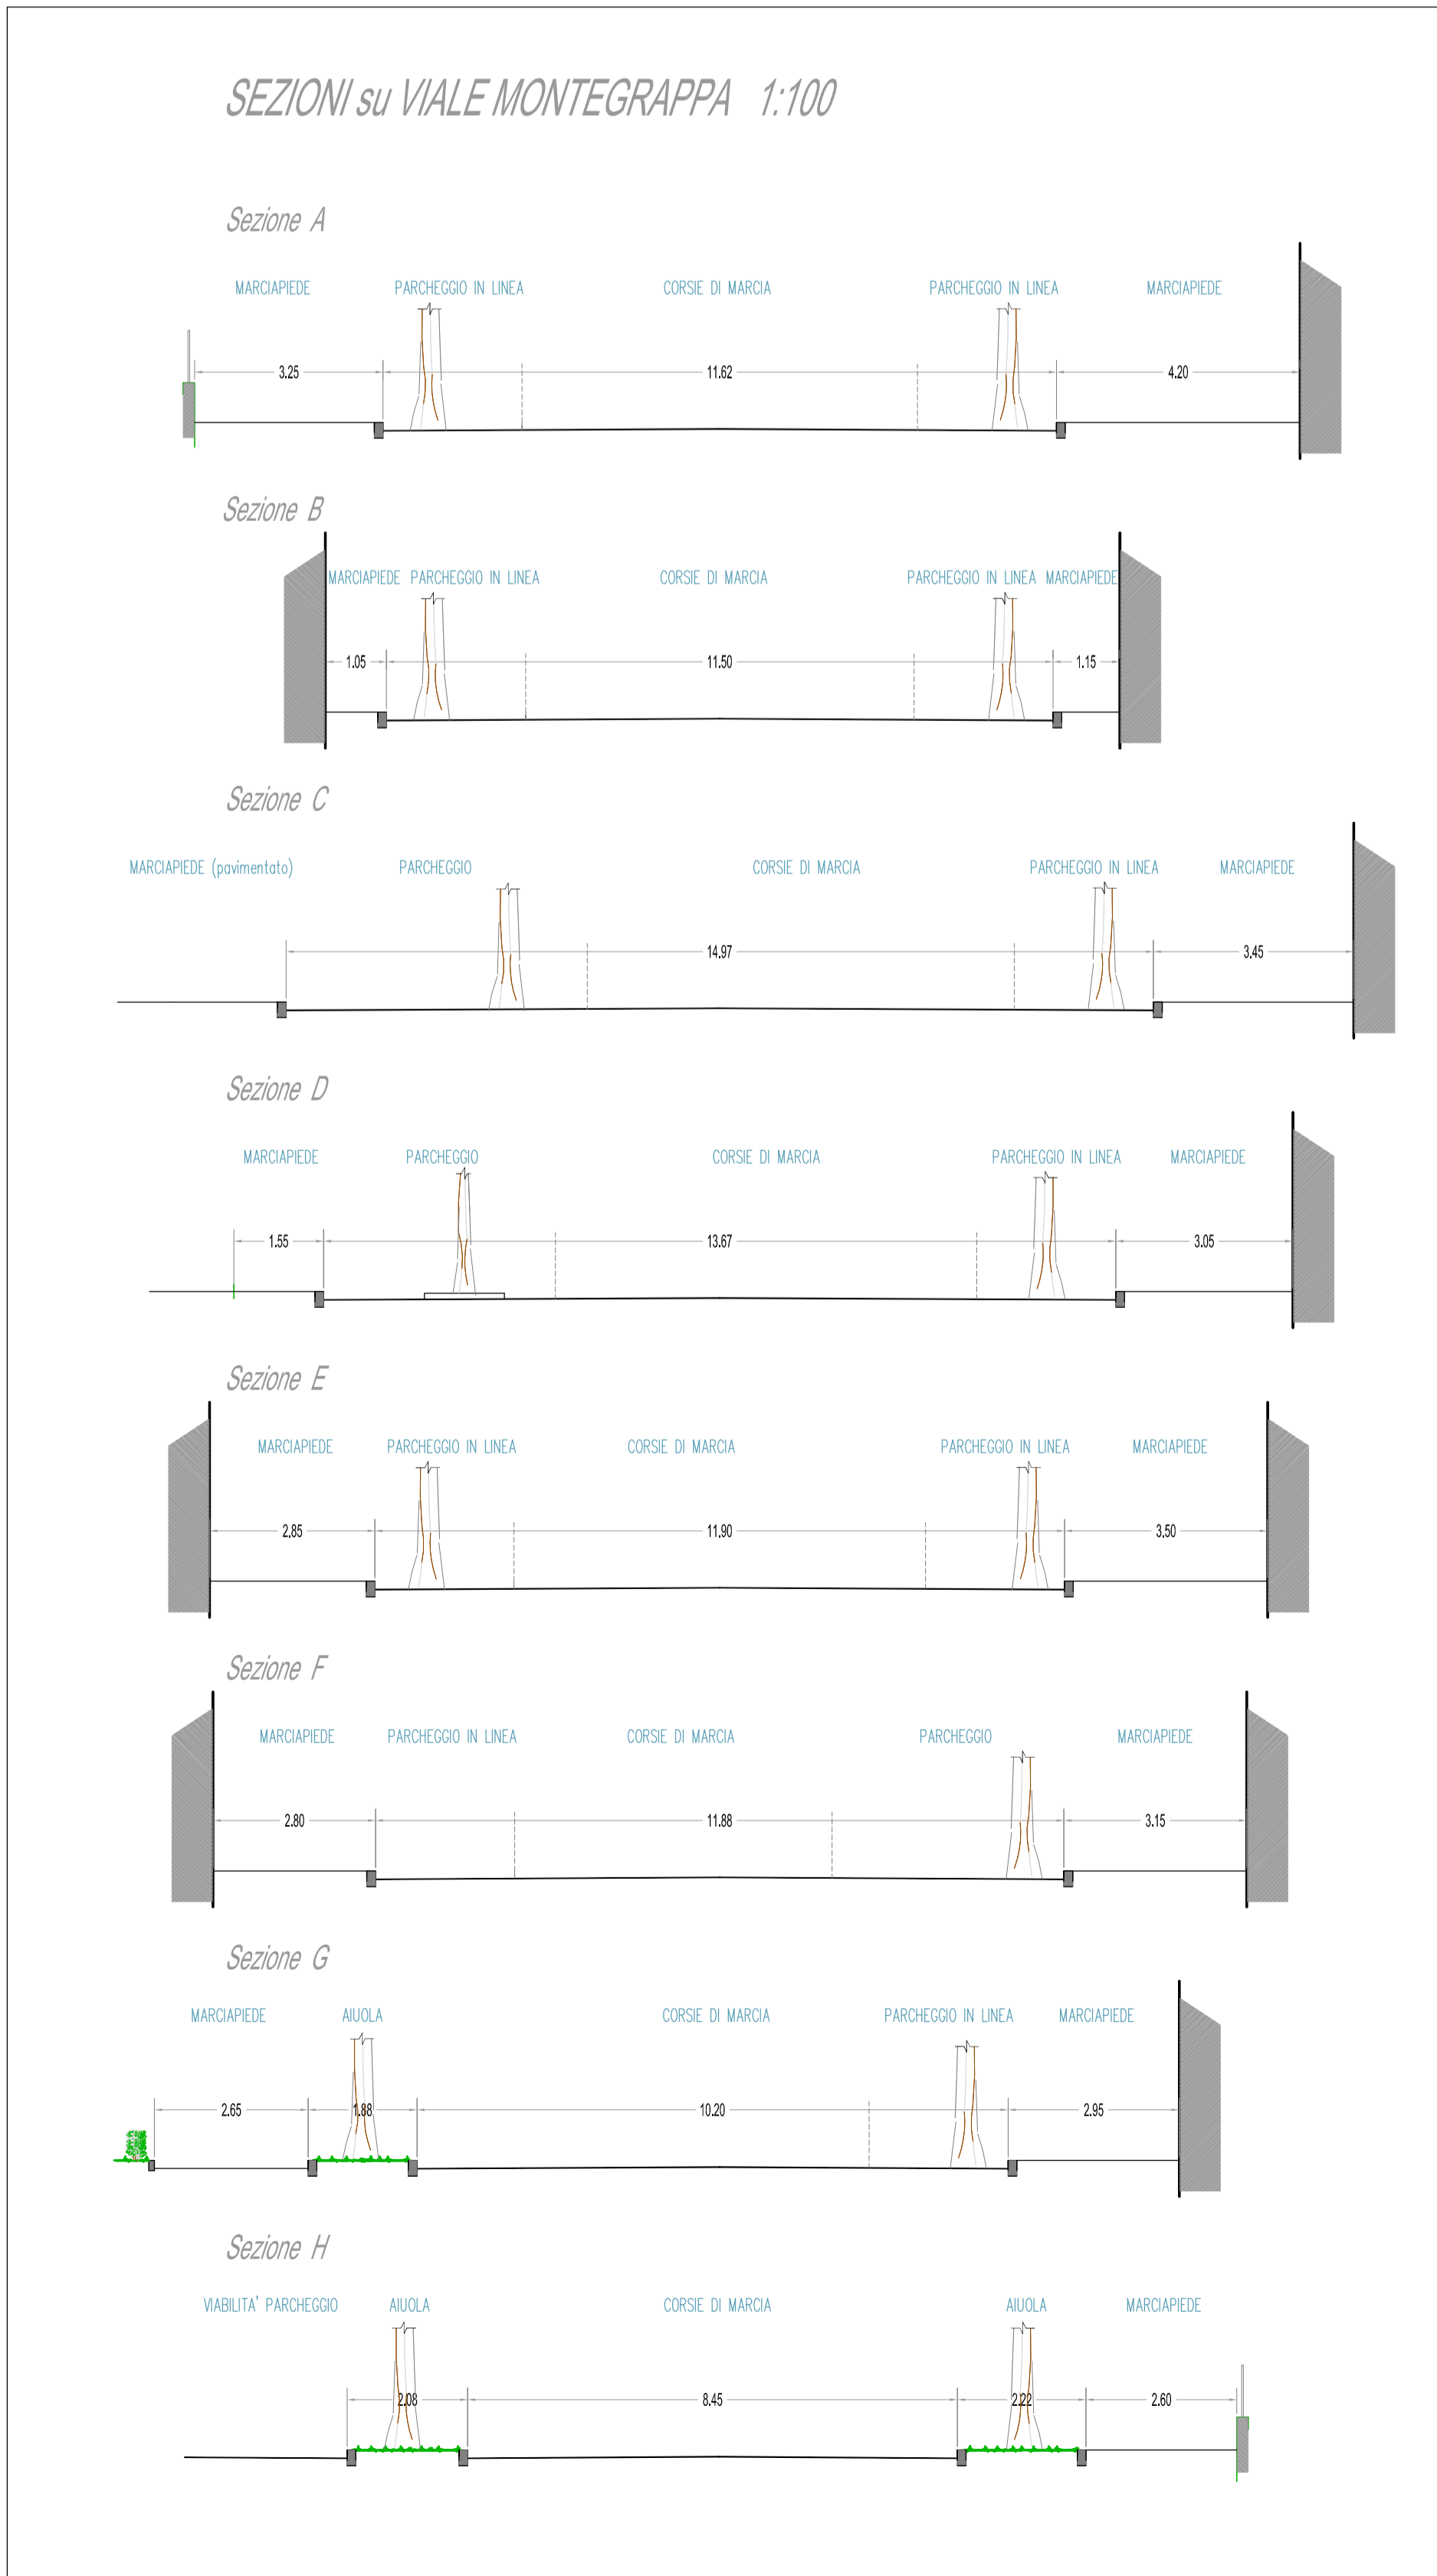 SEZIONI su VIALE MONTEGRAPPA 1:100
Sezione A
MARCIAPIEDE PARCHEGGIO IN LINEA CORSIE DI MARCIA PARCHEGGIO IN LINEA MARCIAPIEDE
3.25 11.62 4.20
Sezione B
MARCIAPIEDE PARCHEGGIO IN LINEA CORSIE DI MARCIA PARCHEGGIO IN LINEA MARCIAPIEDE
1.05 11.50 1.15
Sezione C
MARCIAPIEDE (pavimentato) PARCHEGGIO CORSIE DI MARCIA PARCHEGGIO IN LINEA MARCIAPIEDE
14.97 3.45
Sezione D
MARCIAPIEDE PARCHEGGIO CORSIE DI MARCIA PARCHEGGIO IN LINEA MARCIAPIEDE
1.55 13.67 3.05
Sezione E
MARCIAPIEDE PARCHEGGIO IN LINEA CORSIE DI MARCIA PARCHEGGIO IN LINEA MARCIAPIEDE
2.85 11.90 3.50
Sezione F
MARCIAPIEDE PARCHEGGIO IN LINEA CORSIE DI MARCIA PARCHEGGIO MARCIAPIEDE
2.80 11.88 3.15
Sezione G
MARCIAPIEDE AIUOLA CORSIE DI MARCIA PARCHEGGIO IN LINEA MARCIAPIEDE
2.65 1.88 10.20 2.95
Sezione H
VIABILITA' PARCHEGGIO AIUOLA CORSIE DI MARCIA AIUOLA MARCIAPIEDE
2.08 8.45 2.22 2.60